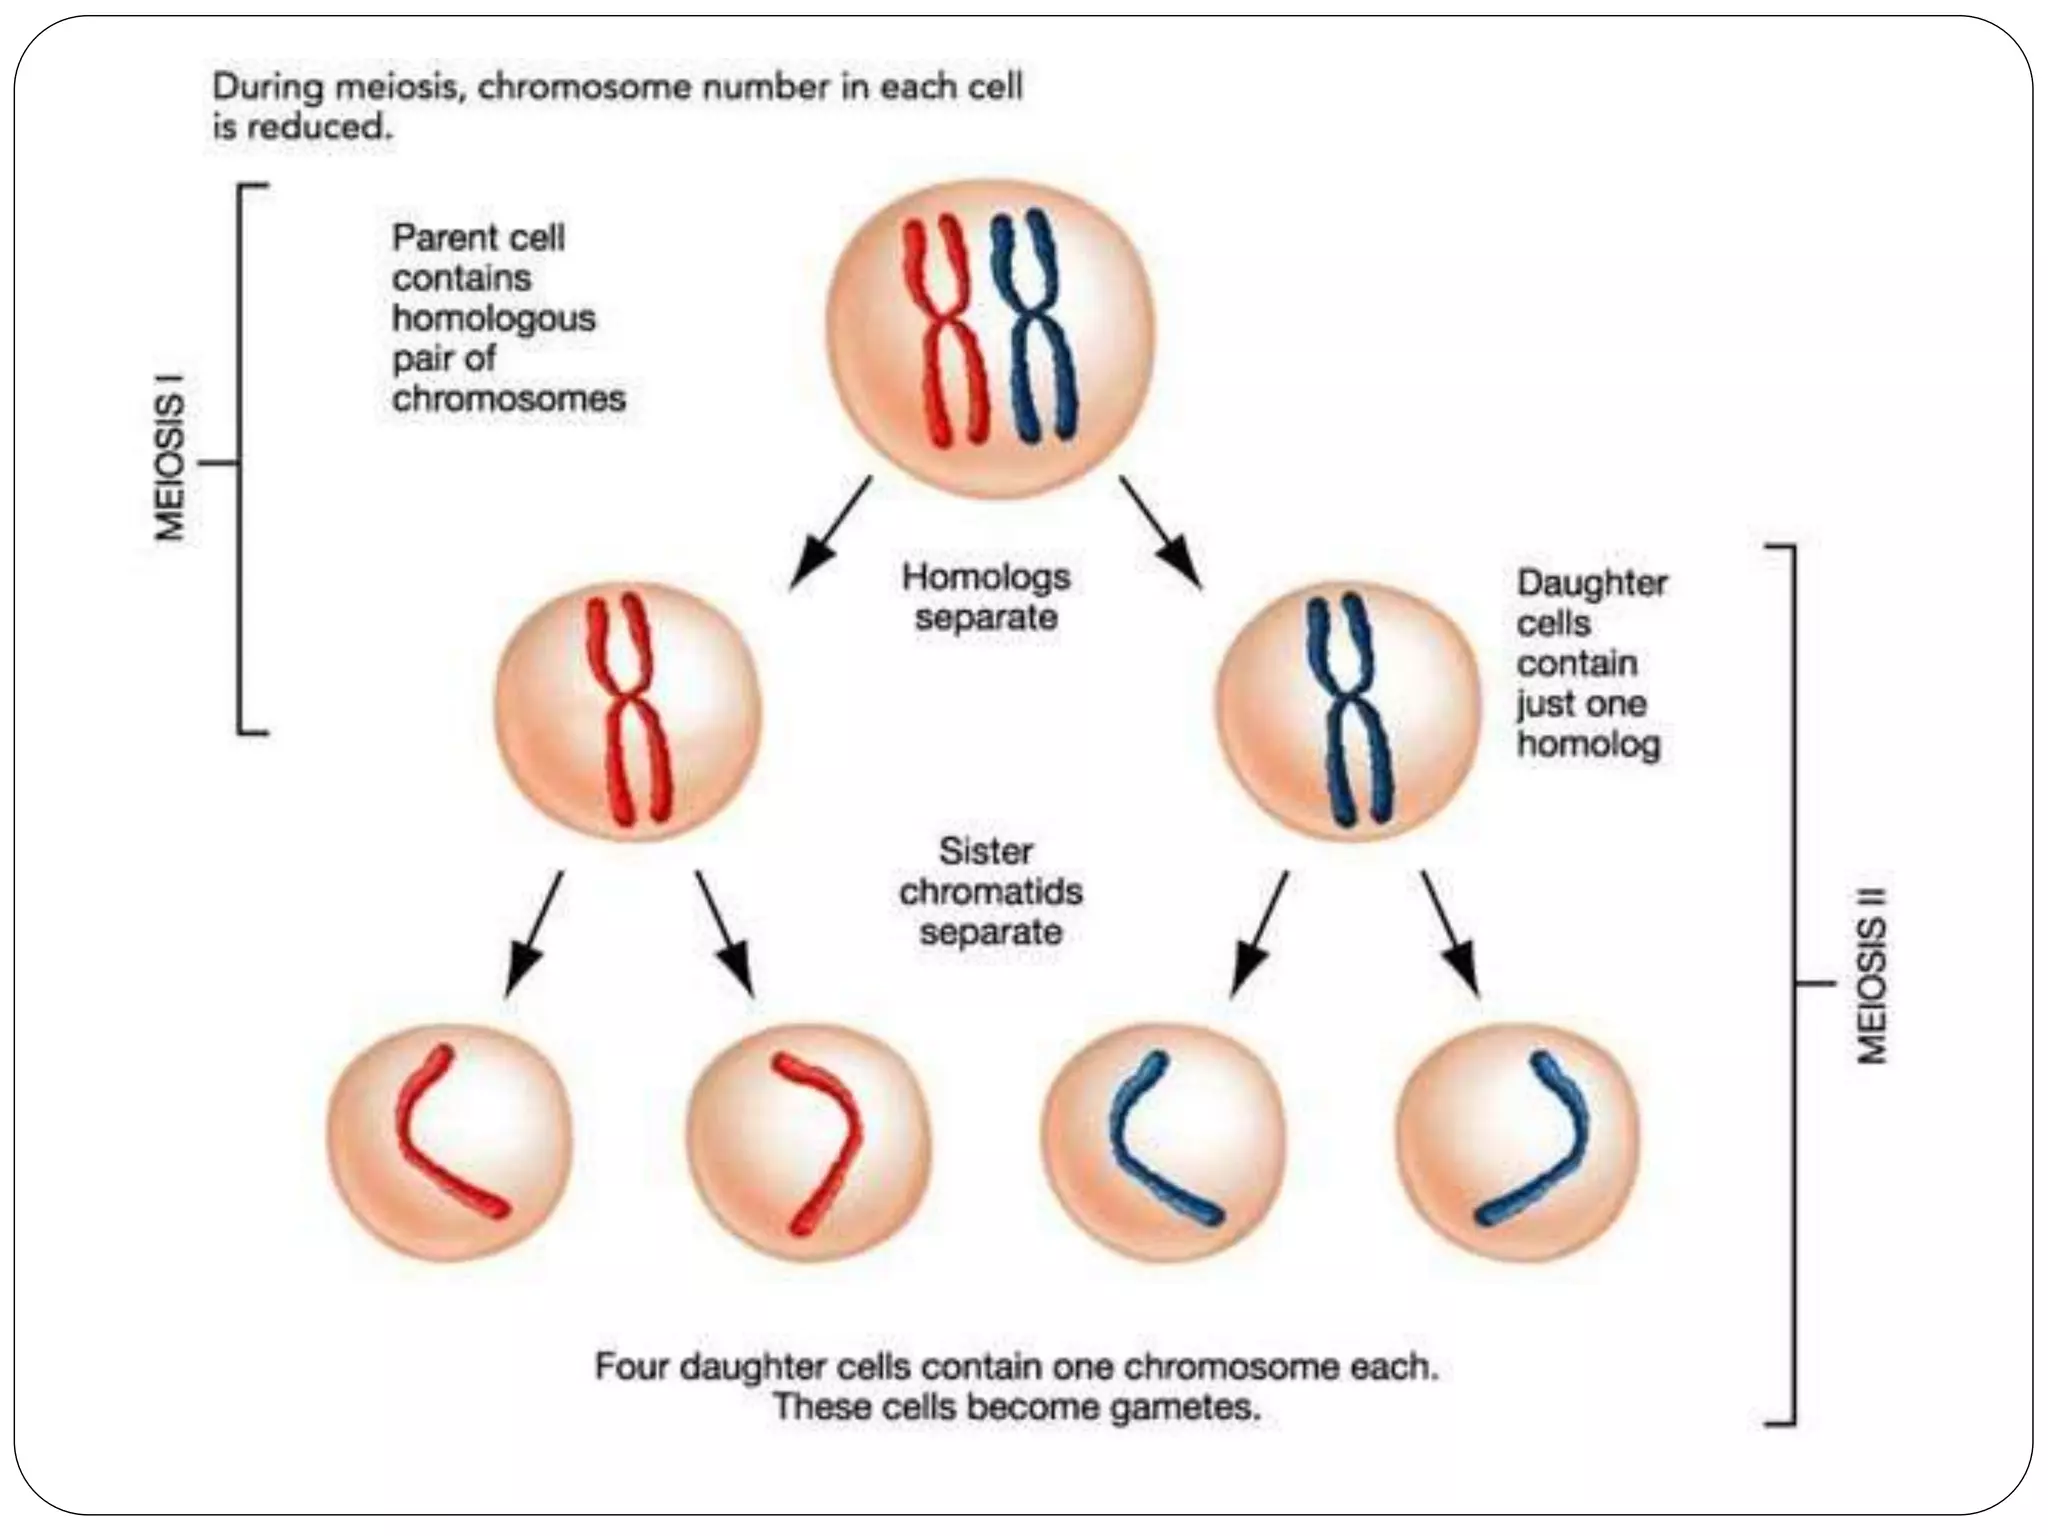 During meiosis, chromosome number in each cell
is reduced.
MEIOSIS I
Parent cell
contains
homologous
pair of
chromosomes
Homologs
separate
Daughter
cells
contain
just one
homolog
Sister
chromatids
separate
MEIOSIS II
Four daughter cells contain one chromosome each.
These cells become gametes.